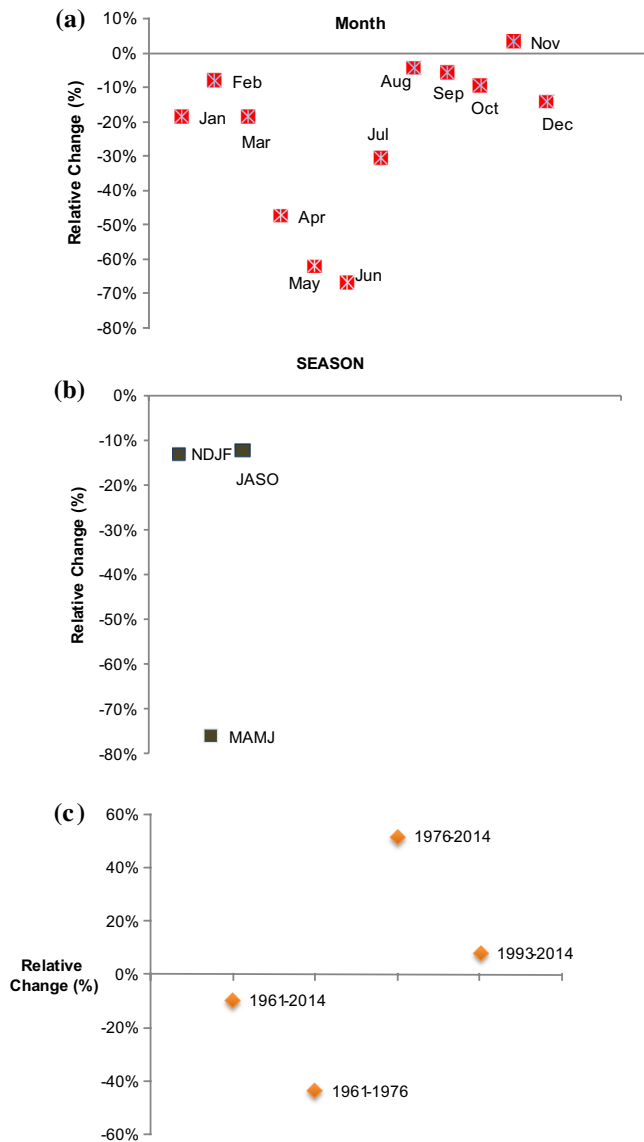 (a)
Month
10%
0%
-10%
-20%
-30%
-40%
-50%
-60%
-70%
-80%
Relative Change (%)
Jan
Feb
Mar
Apr
May
Jun
Jul
Aug
Sep
Oct
Nov
Dec
(b)
SEASON
0%
-10%
-20%
-30%
-40%
-50%
-60%
-70%
-80%
Relative Change (%)
NDJF
JASO
MAMJ
(c)
60%
40%
20%
0%
-20%
-40%
-60%
Relative
Change (%)
1976-2014
1993-2014
1961-2014
1961-1976